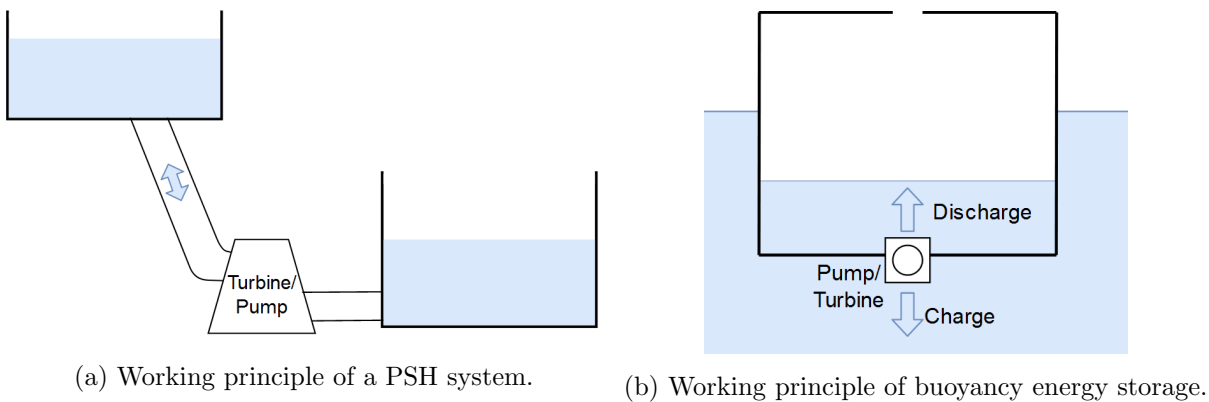 Turbine/
Pump
(a) Working principle of a PSH system.
Discharge
Pump/
Turbine
Charge
(b) Working principle of buoyancy energy storage.